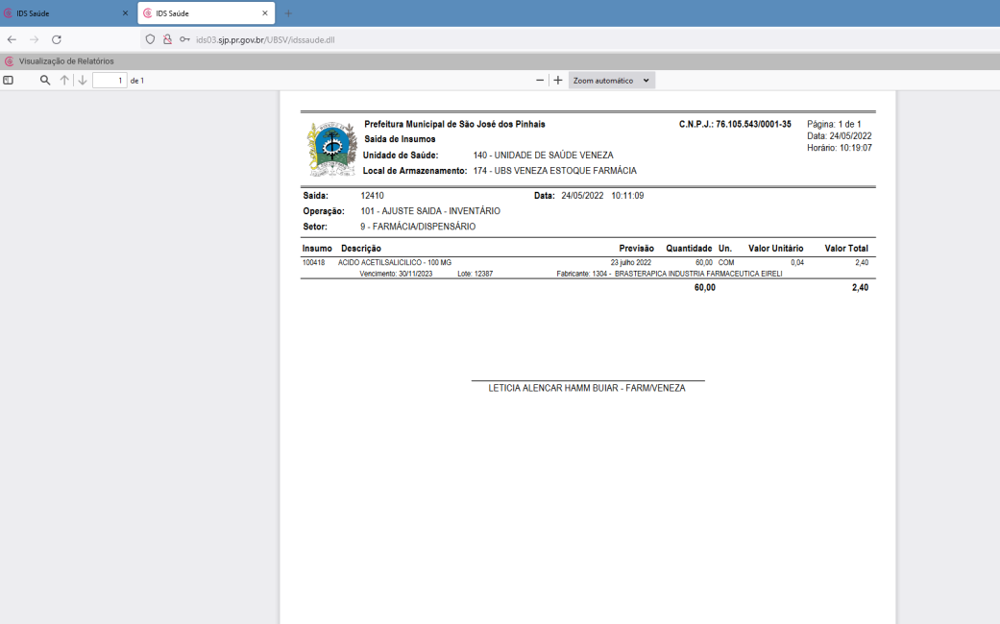 IDS Saúde
IDS Saúde
ids03.sjp.pr.gov.br/UBSV/idssaude.dll
Visualização de Relatórios
1 de 1
Zoom automático
Prefeitura Municipal de São José dos Pinhais C.N.P.J.: 76.105.543/0001-35 Página: 1 de 1
Saida de Insumos Data: 24/05/2022
Horário: 10:19:07
Unidade de Saúde: 140 - UNIDADE DE SAÚDE VENEZA
Local de Armazenamento: 174 - UBS VENEZA ESTOQUE FARMÁCIA
Saida: 12410 Data: 24/05/2022 10:11:09
Operação: 101 - AJUSTE SAIDA - INVENTÁRIO
Setor: 9 - FARMÁCIA/DISPENSÁRIO
Insumo Descrição Previsão Quantidade Un. Valor Unitário Valor Total
100418 ACIDO ACETILSALICILICO - 100 MG 23 julho 2022 60,00 COM 0,04 2,40
Vencimento: 30/11/2023 Lote: 12387 Fabricante: 1304 - BRASTERAPICA INDUSTRIA FARMACEUTICA EIRELI
60,00 2,40
LETICIA ALENCAR HAMM BUIAR - FARM/VENEZA